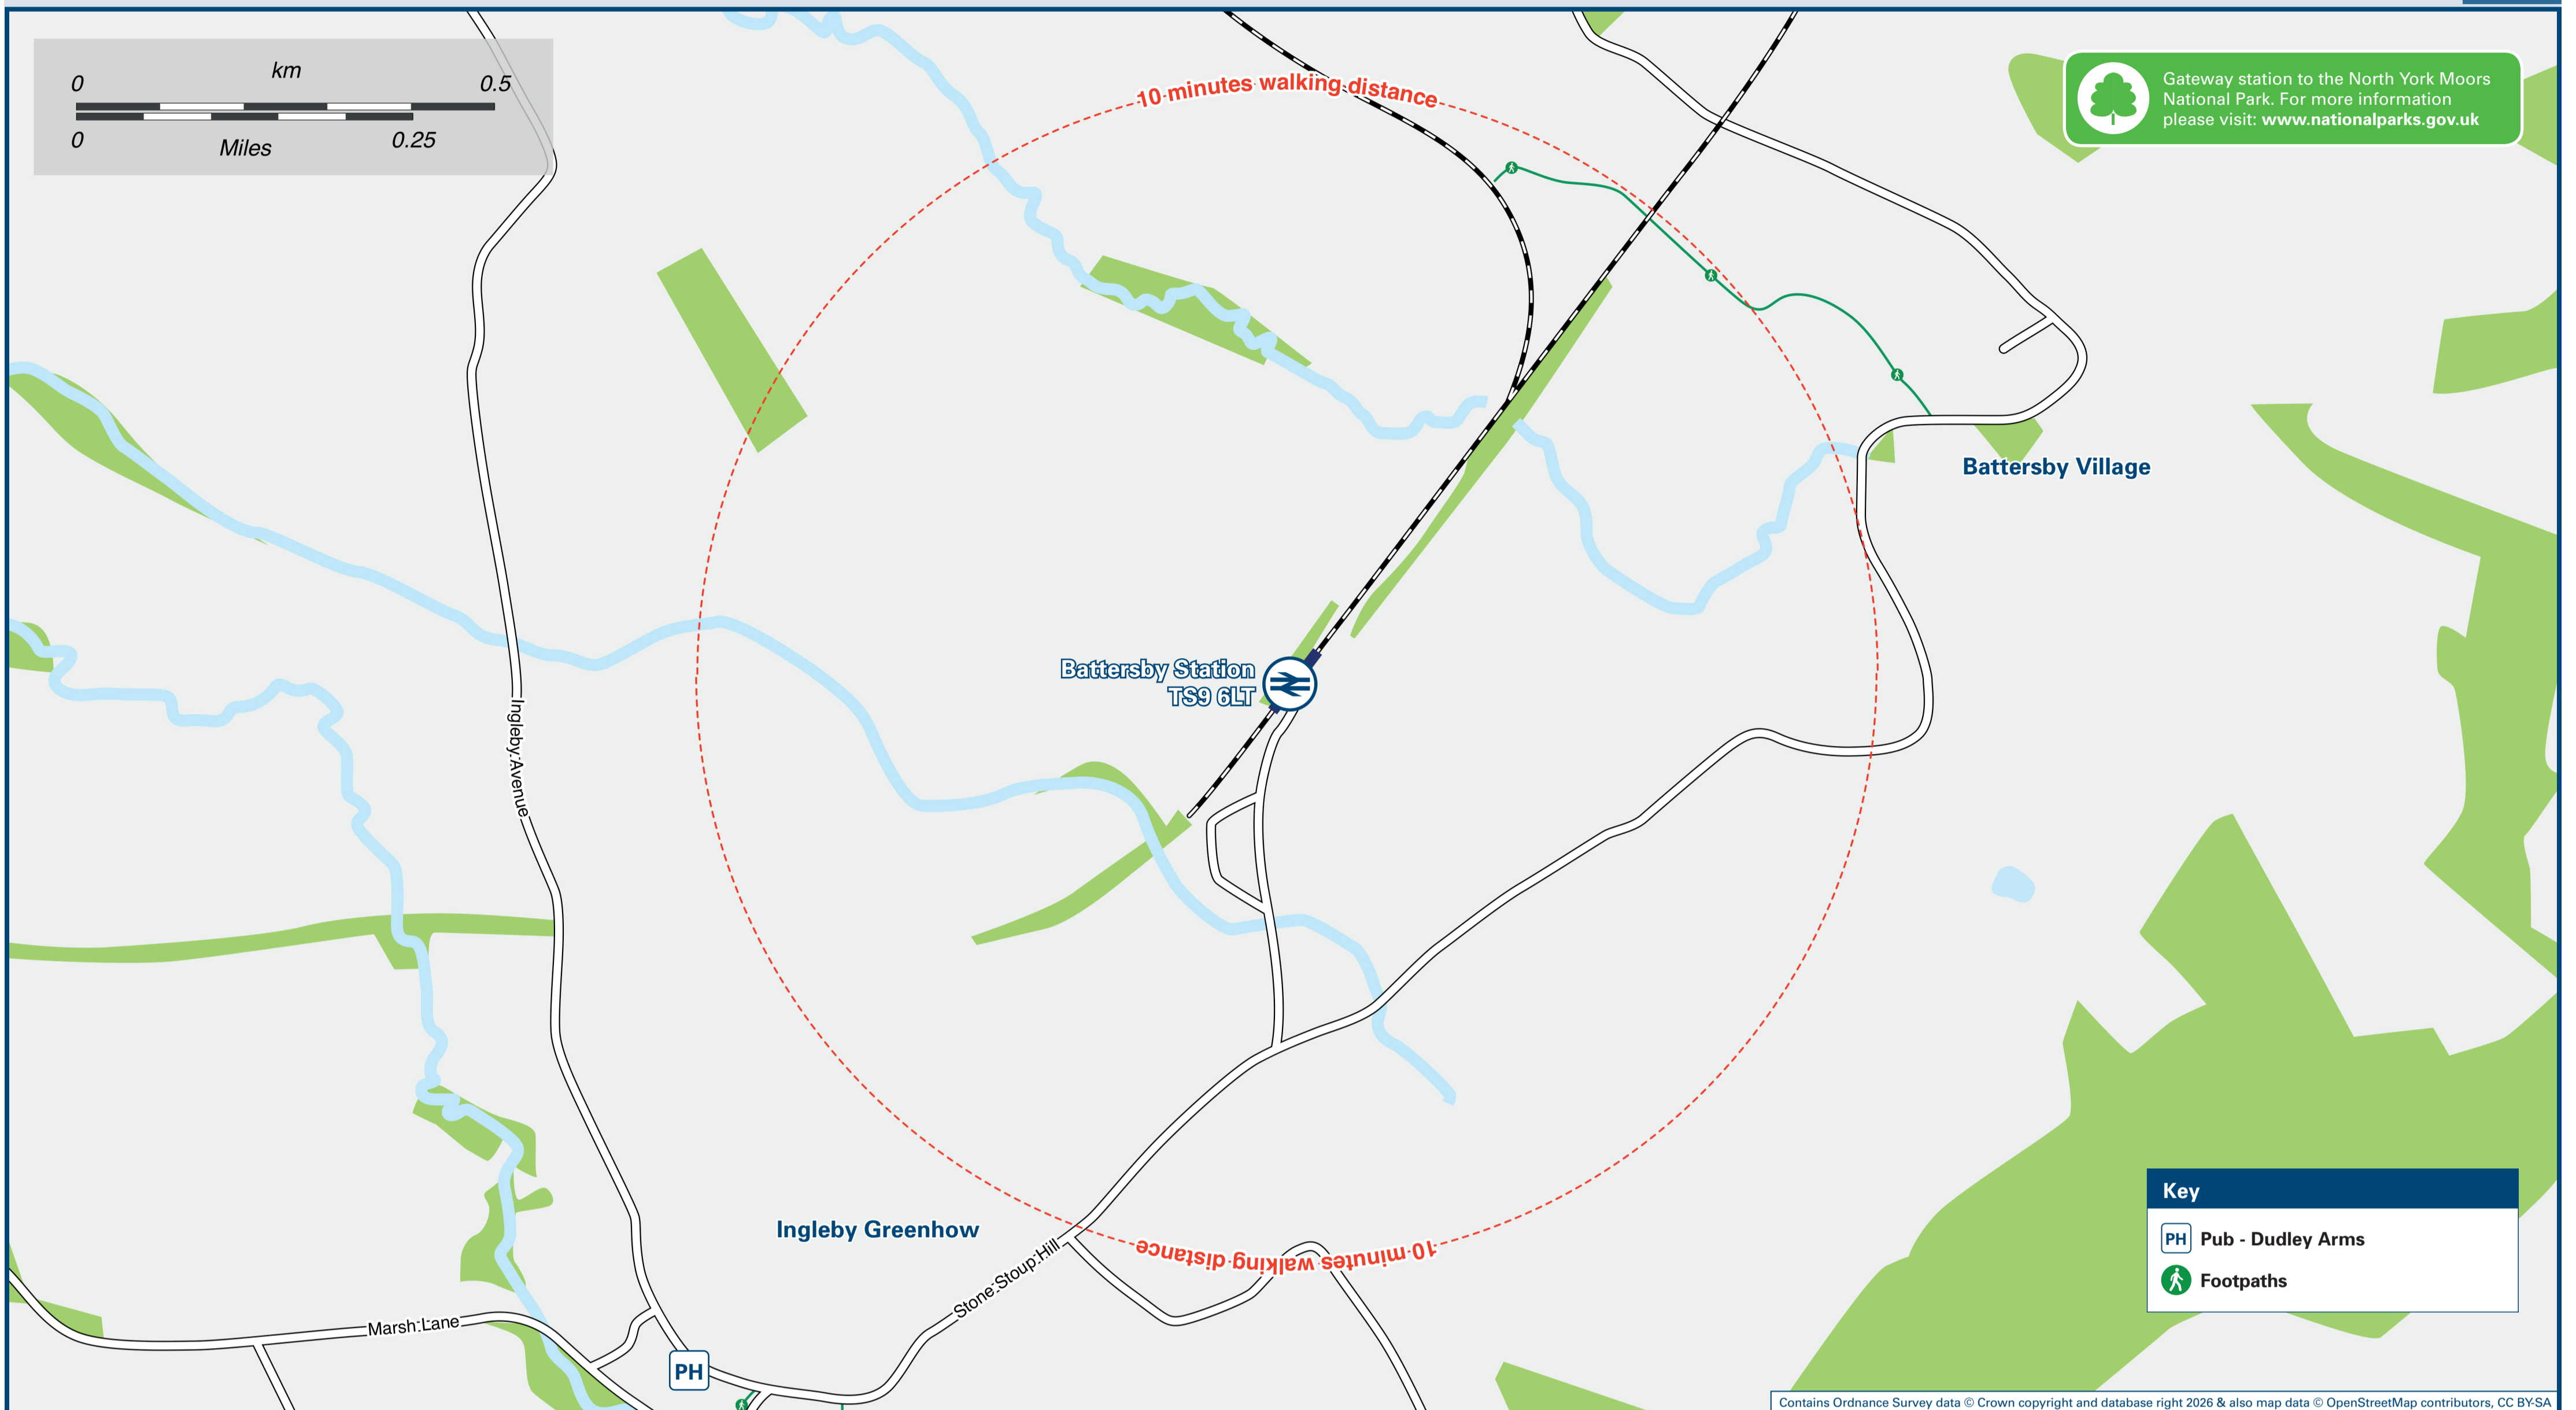 km
0 0.5
0 0.25
Miles
10 minutes walking distance
Gateway station to the North York Moors
National Park. For more information
please visit: www.nationalparks.gov.uk
Battersby Village
Battersby Station
TS9 6LT
Ingleby Avenue
Ingleby Greenhow
Stone Stoup Hill
10 minutes walking distance
Marsh Lane
PH
Key
PH Pub - Dudley Arms
Footpaths
Contains Ordnance Survey data © Crown copyright and database right 2026 & also map data © OpenStreetMap contributors, CC BY-SA